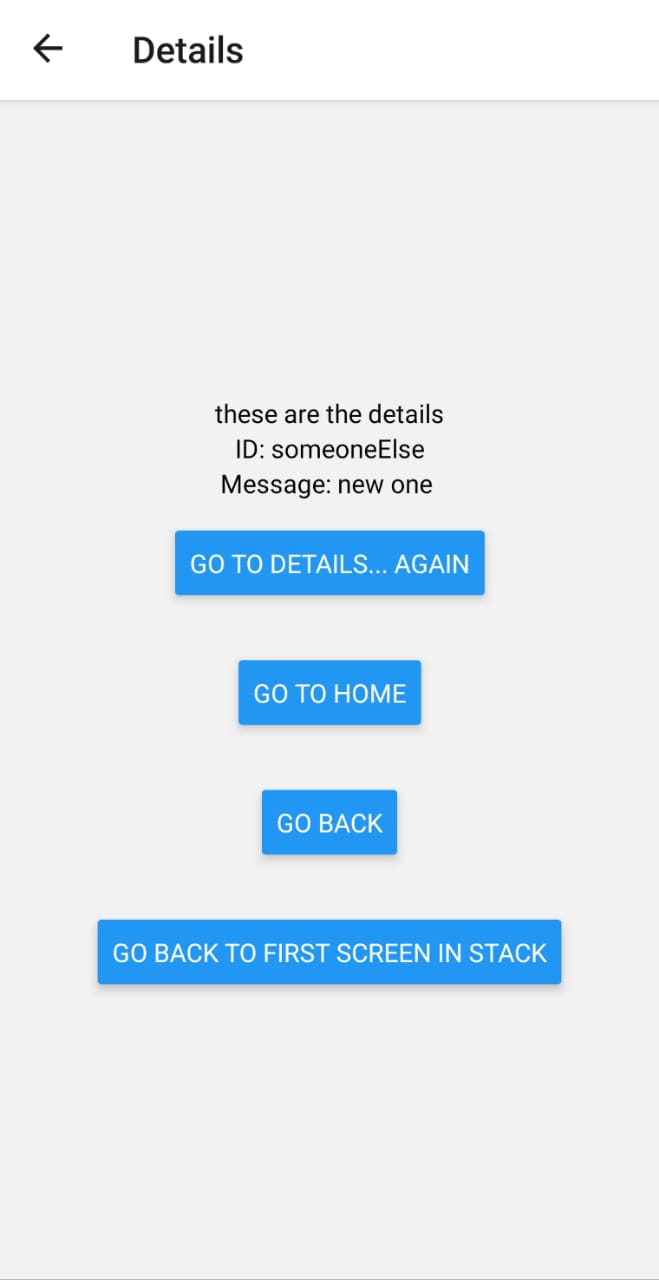 Details
these are the details
ID: someoneElse
Message: new one
GO TO DETAILS... AGAIN
GO TO HOME
GO BACK
GO BACK TO FIRST SCREEN IN STACK